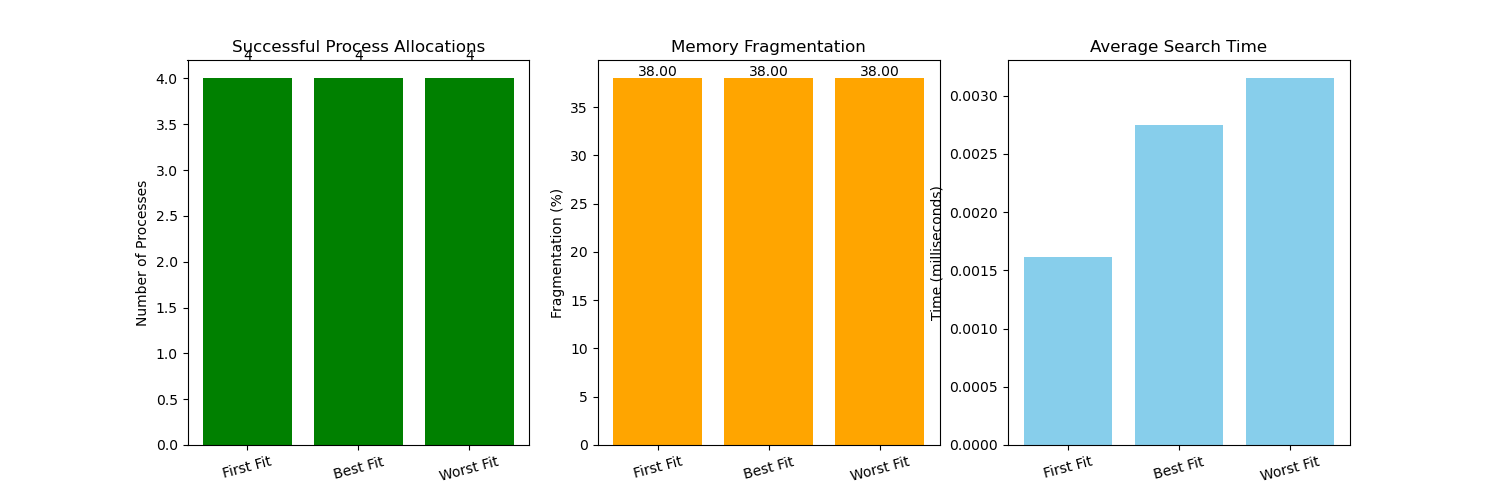 Successful Process Allocations
4
4
4
Number of Processes
4.0
3.5
3.0
2.5
2.0
1.5
1.0
0.5
0.0
First Fit
Best Fit
Worst Fit
Memory Fragmentation
38.00
38.00
38.00
Fragmentation (%)
35
30
25
20
15
10
5
0
First Fit
Best Fit
Worst Fit
Average Search Time
Time (milliseconds)
0.0030
0.0025
0.0020
0.0015
0.0010
0.0005
0.0000
First Fit
Best Fit
Worst Fit